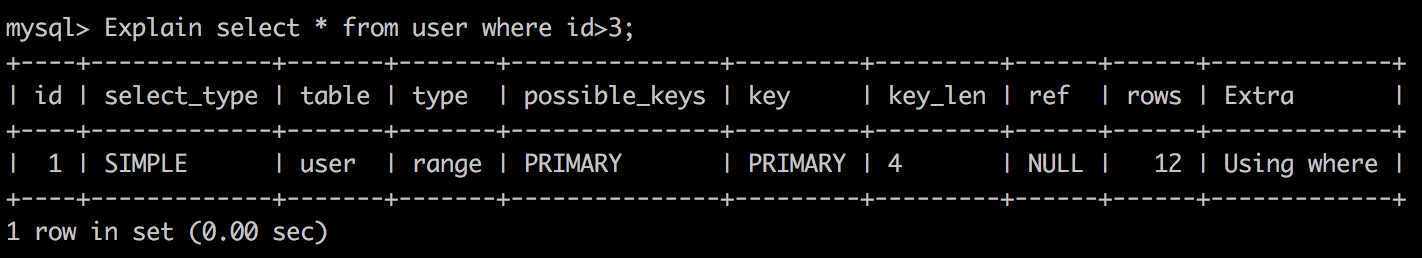 mysql> Explain select * from user where id>3;
+----+-------------+-------+-------+---------------+---------+---------+------+------+-------------+
| id | select_type | table | type  | possible_keys | key     | key_len | ref  | rows | Extra       |
+----+-------------+-------+-------+---------------+---------+---------+------+------+-------------+
|  1 | SIMPLE      | user  | range | PRIMARY       | PRIMARY | 4       | NULL |   12 | Using where |
+----+-------------+-------+-------+---------------+---------+---------+------+------+-------------+
1 row in set (0.00 sec)